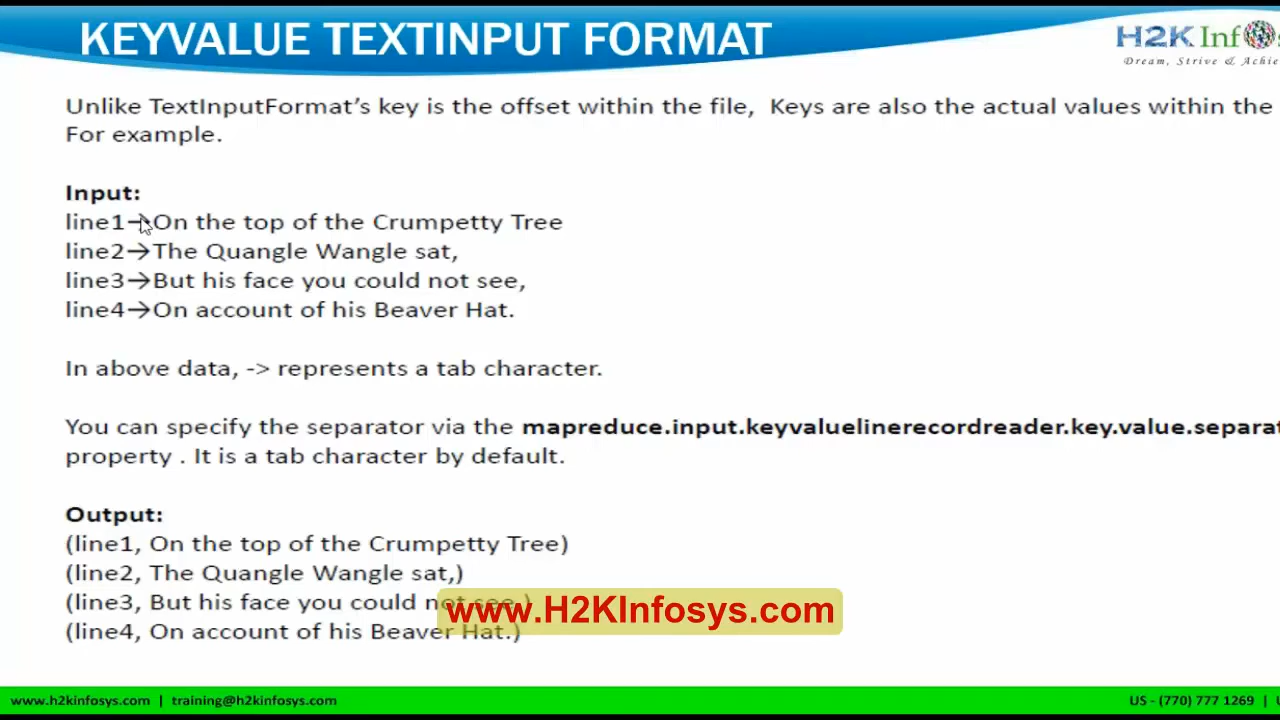 KEYVALUE TEXTINPUT FORMAT
H2K Infos
Dream, Strive & Achie
Unlike TextInputFormat's key is the offset within the file, Keys are also the actual values within the
For example.
Input:
line1→On the top of the Crumpetty Tree
line2→The Quangle Wangle sat,
line3→But his face you could not see,
line4→On account of his Beaver Hat.
In above data, -> represents a tab character.
You can specify the separator via the mapreduce.input.keyvaluelinerecordreader.key.value.separat
property . It is a tab character by default.
Output:
(line1, On the top of the Crumpetty Tree)
(line2, The Quangle Wangle sat,)
(line3, But his face you could not see,)
www.H2KInfosys.com
(line4, On account of his Beaver Hat.)
www.h2kinfosys.com | training@h2kinfosys.com
US - (770) 777 1269 |